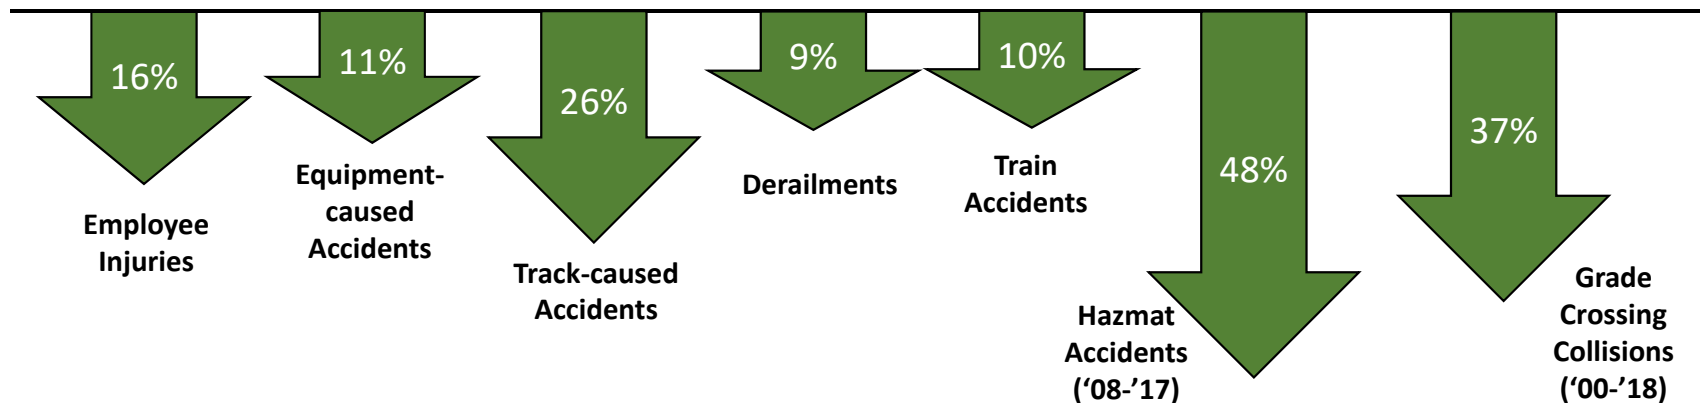 16%
Employee
Injuries
11%
Equipment-
caused
Accidents
26%
Track-caused
Accidents
9%
Derailments
10%
Train
Accidents
48%
Hazmat
Accidents
(‘08-’17)
37%
Grade
Crossing
Collisions
(‘00-’18)